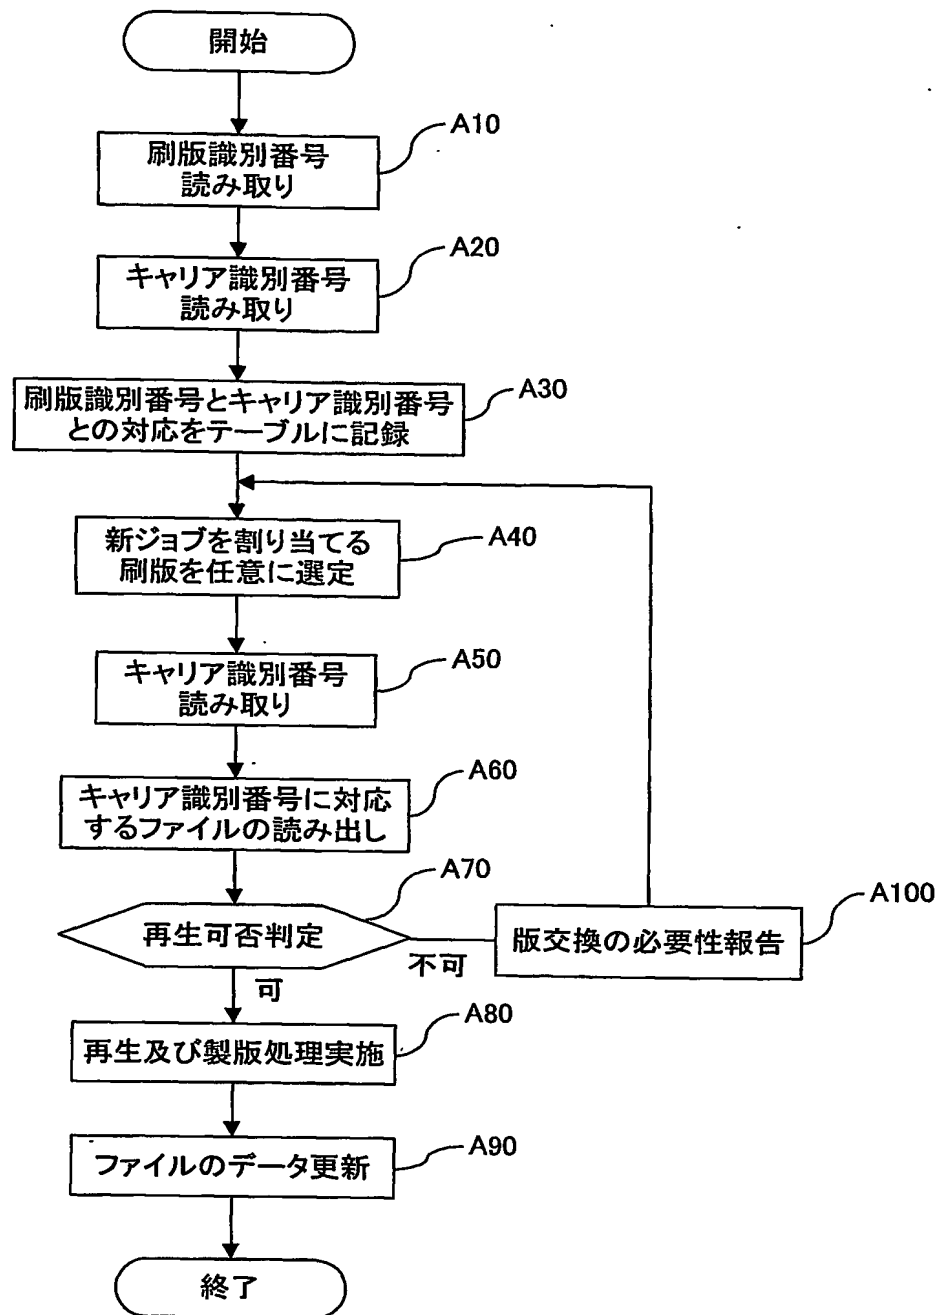 開始
A10
刷版識別番号
読み取り
A20
キャリア識別番号
読み取り
A30
刷版識別番号とキャリア識別番号
との対応をテーブルに記録
A40
新ジョブを割り当てる
刷版を任意に選定
A50
キャリア識別番号
読み取り
A60
キャリア識別番号に対応
するファイルの読み出し
A70
再生可否判定
不可
A100
版交換の必要性報告
可
A80
再生及び製版処理実施
A90
ファイルのデータ更新
終了